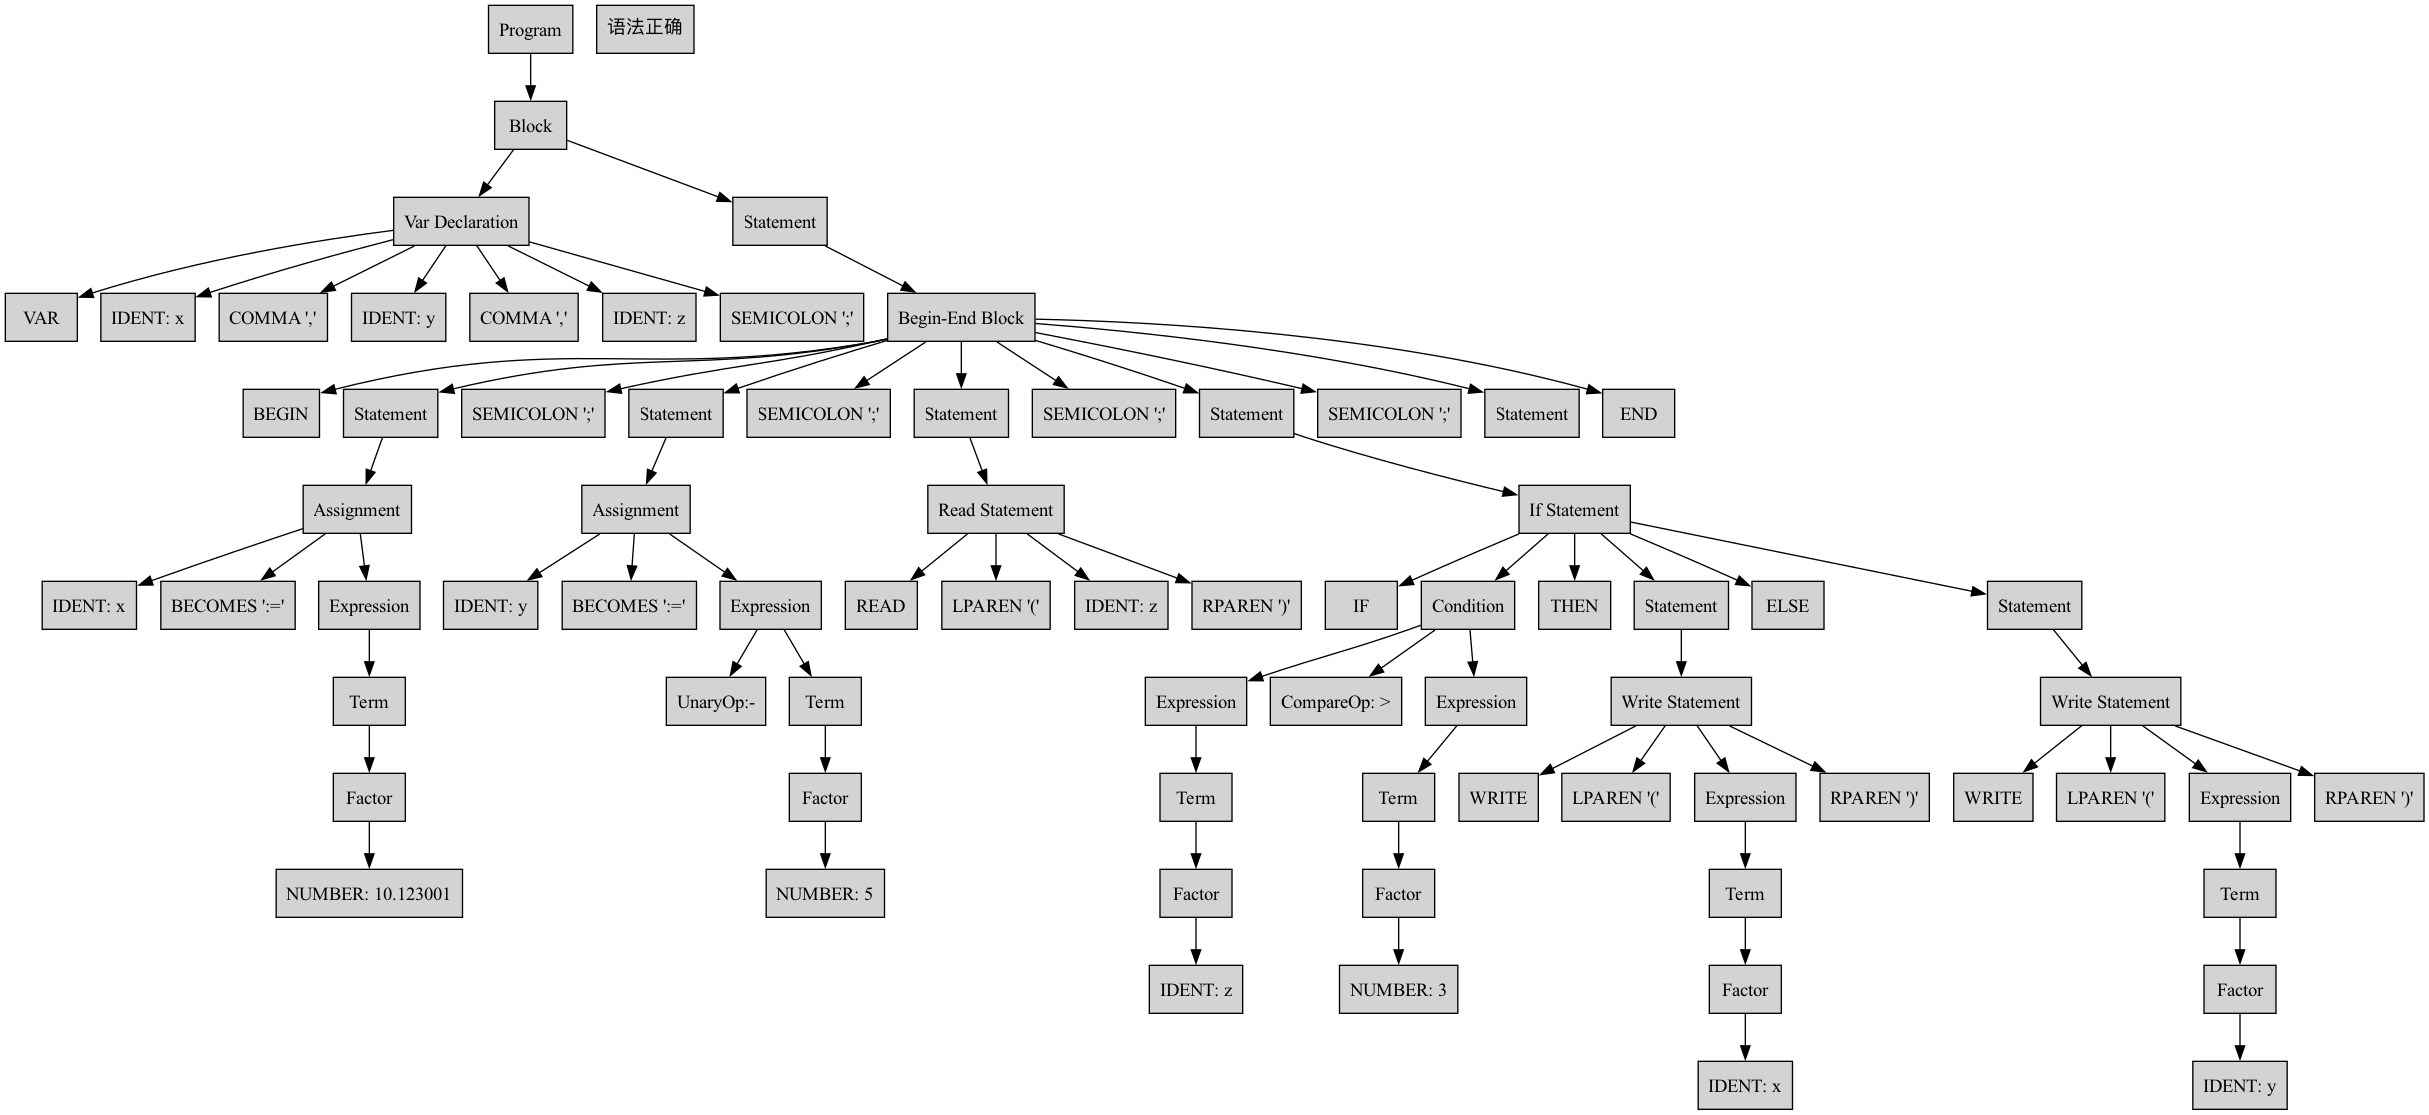 Program
语法正确
Block
Var Declaration
Statement
VAR
IDENT: x
COMMA ','
IDENT: y
COMMA ','
IDENT: z
SEMICOLON ';'
Begin-End Block
BEGIN
Statement
SEMICOLON ';'
Statement
SEMICOLON ';'
Statement
SEMICOLON ';'
Statement
SEMICOLON ';'
Statement
END
Assignment
Assignment
Read Statement
If Statement
IDENT: x
BECOMES ':='
Expression
IDENT: y
BECOMES ':='
Expression
READ
LPAREN '('
IDENT: z
RPAREN ')'
IF
Condition
THEN
Statement
ELSE
Statement
Term
UnaryOp:-
Term
Expression
CompareOp: >
Expression
Write Statement
Write Statement
Factor
Factor
Term
Term
WRITE
LPAREN '('
Expression
RPAREN ')'
WRITE
LPAREN '('
Expression
RPAREN ')'
NUMBER: 10.123001
NUMBER: 5
Factor
Factor
Term
Term
IDENT: z
NUMBER: 3
Factor
Factor
IDENT: x
IDENT: y